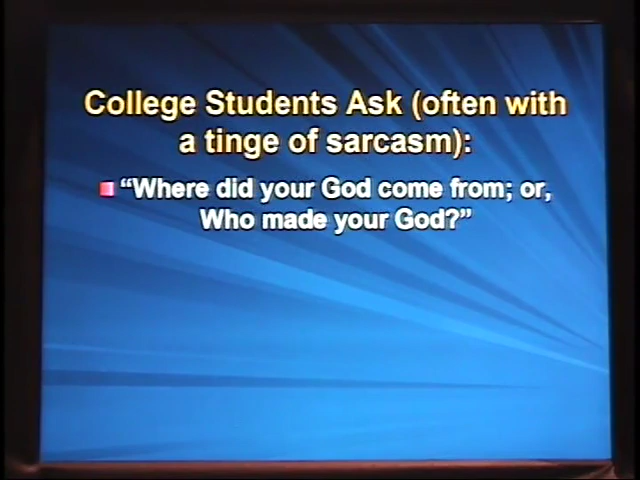 College Students Ask (often with
a tinge of sarcasm):
“Where did your God come from; or,
Who made your God?”